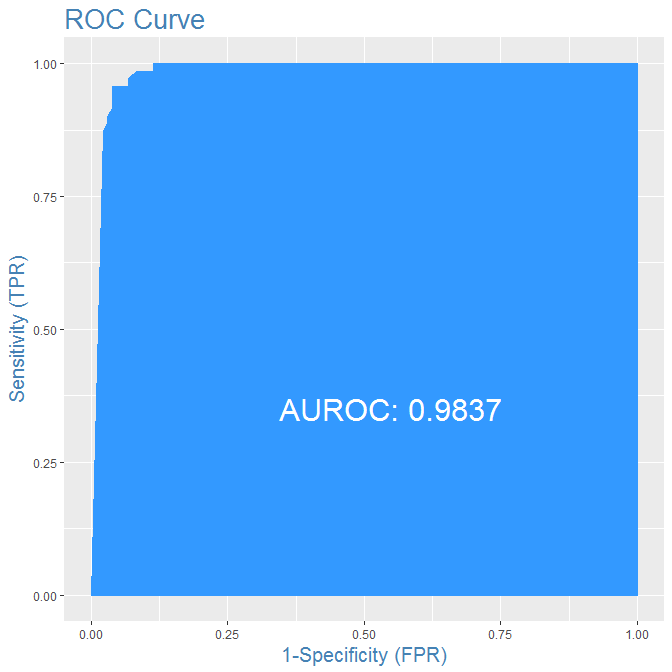 ROC Curve
1.00
0.75
0.50
0.25
0.00
Sensitivity (TPR)
AUROC: 0.9837
0.00 0.25 0.50 0.75 1.00
1-Specificity (FPR)